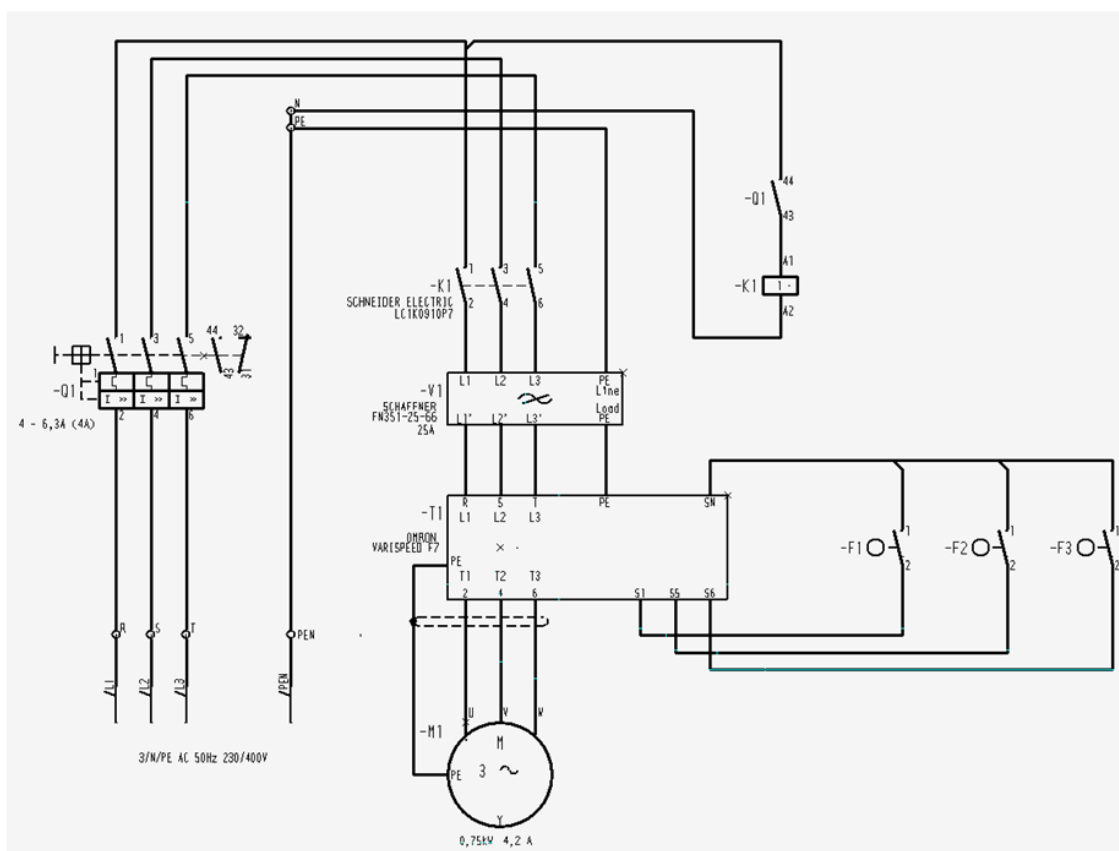 N
PE
44
-Q1
43
1
3
5
-K1
2
4
6
SCHNEIDER ELECTRIC
LC1K0910P7
A1
-K1
1
A2
1
3
5
44
32
43
31
1
-Q1
I >>
I >>
I >>
2
4
6
4 - 6,3A (4A)
L1
L2
L3
PE
Line
-V1
SCHAFFNER
FN351-25-66
25A
Load
L1'
L2'
L3'
PE
R
S
T
PE
SN
-T1
L1
L2
L3
OMRON
VARISPEED F7
PE
T1
T2
T3
2
4
6
S1
S5
S6
-F1
1
2
-F2
1
2
-F3
1
2
R
S
T
PEN
/L1
/L2
/L3
/PEN
U
V
W
-M1
M
3 ~
PE
Y
3/N/PE AC 50Hz 230/400V
0,75kW 4,2 A